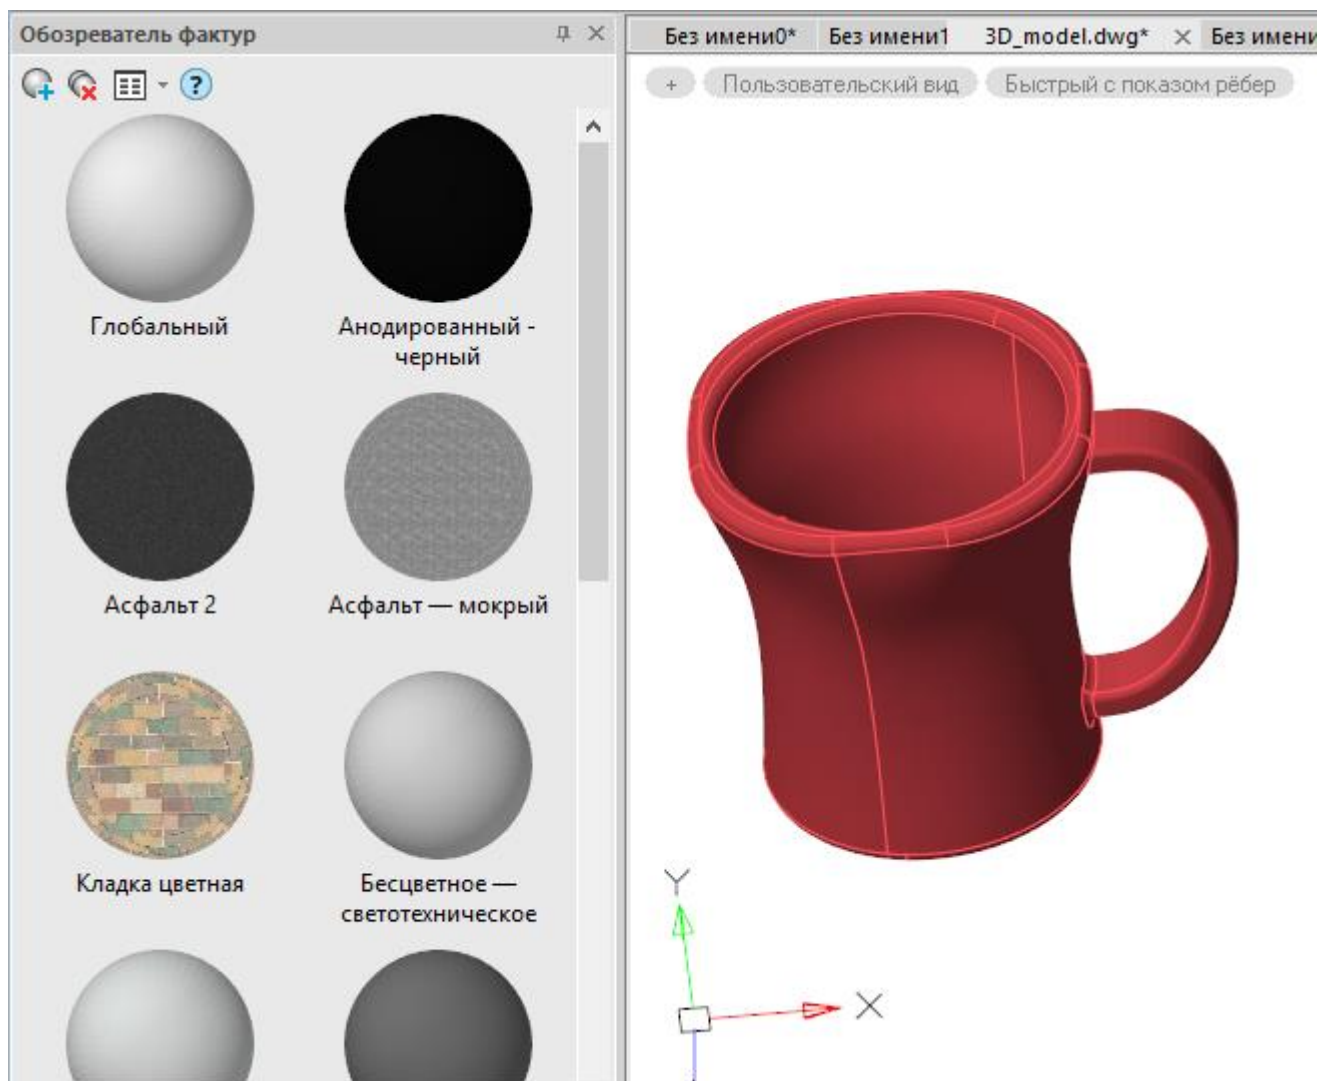 Обозреватель фактур
Без имени0* Без имени1 3D_model.dwg* Без имени
+ Пользовательский вид Быстрый с показом рёбер
?
Глобальный
Анодированный -
черный
Асфальт 2
Асфальт — мокрый
Кладка цветная
Бесцветное —
светотехническое
Y
X